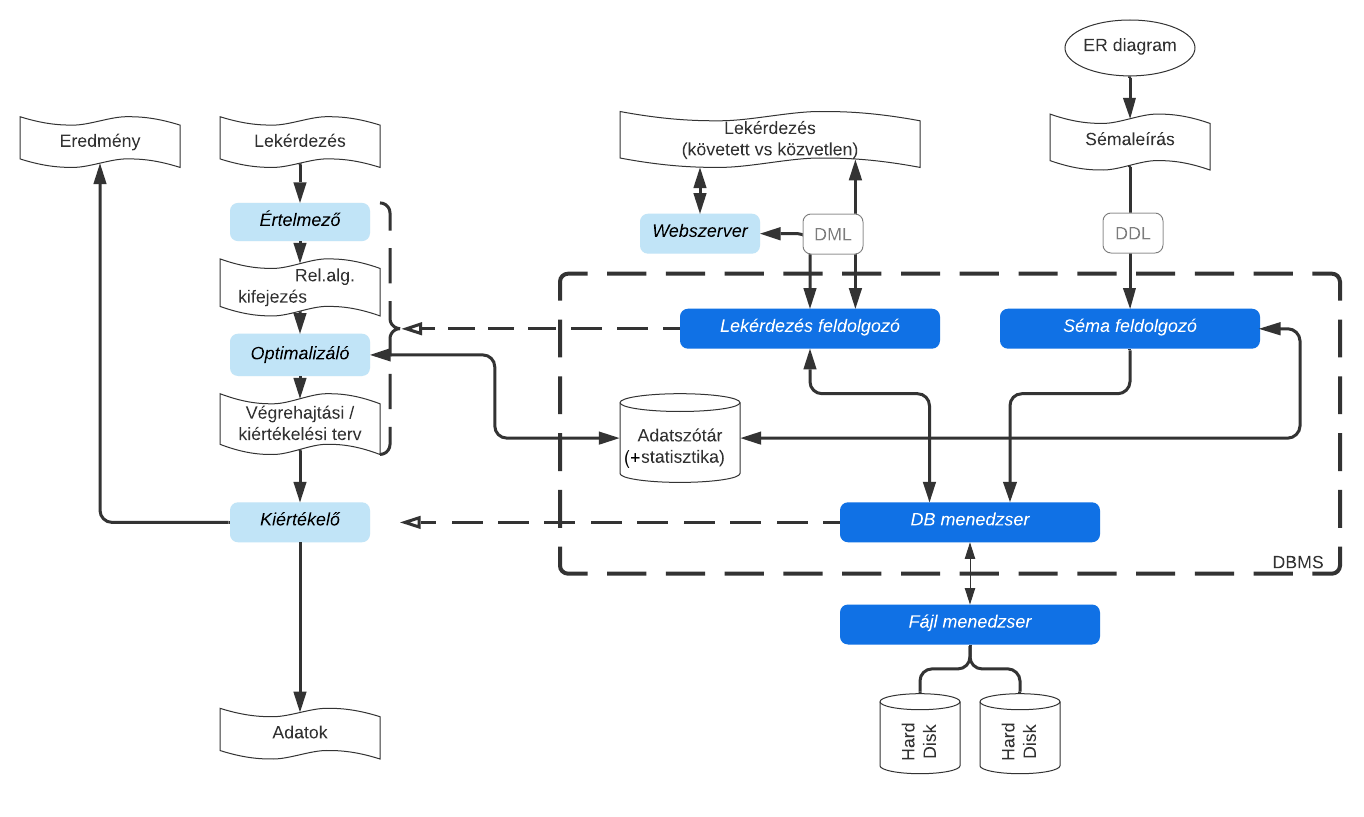 ER diagram
Eredmény
Lekérdezés
Lekérdezés
(követett vs közvetlen)
Sémaleírás
Értelmező
Webszerver
DML
DDL
Rel.alg.
kifejezés
Lekérdezés feldolgozó
Séma feldolgozó
Optimalizáló
Végrehajtási /
kiértékelési terv
Adatszótár
(+statisztika)
Kiértékelő
DB menedzser
DBMS
Fájl menedzser
Adatok
Hard
Disk
Hard
Disk